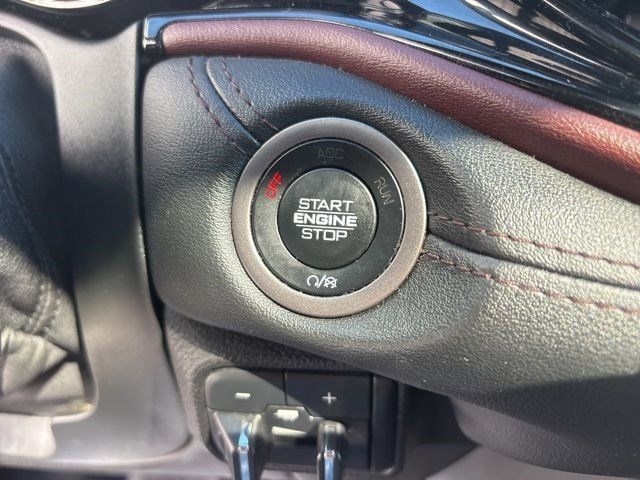 ACC
OFF
RUN
START
ENGINE
STOP
-
+